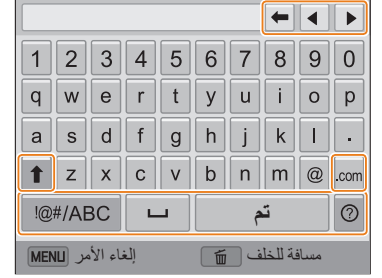 1 2 3 4 5 6 7 8 9 0
q w e r t y u i o p
a s d f g h j k l .
z x c v b n m @ .com
!@#/ABC تم ?
مسافة للخلف إلغاء الأمر MENU